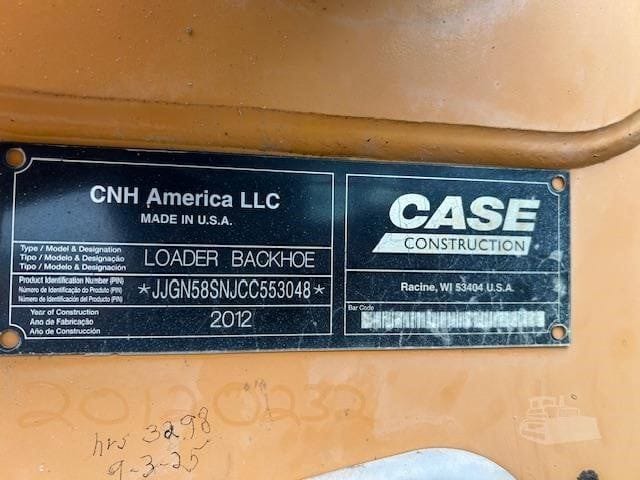 CNH America LLC
MADE IN U.S.A.
Type / Model & Designation
Tipo / Modelo & Designação
Tipo / Modelo & Designación
LOADER BACKHOE
Product Identification Number (PIN)
Número de Identificação do Produto (PIN)
Número de Identificación del Producto (PIN)
*JJGN58SNJCC553048*
Year of Construction
Ano de Fabricação
Año de Construcción
2012
CASE
CONSTRUCTION
Racine, WI 53404 U.S.A.
Bar Code
20120232
hrs 3298
9-3-25